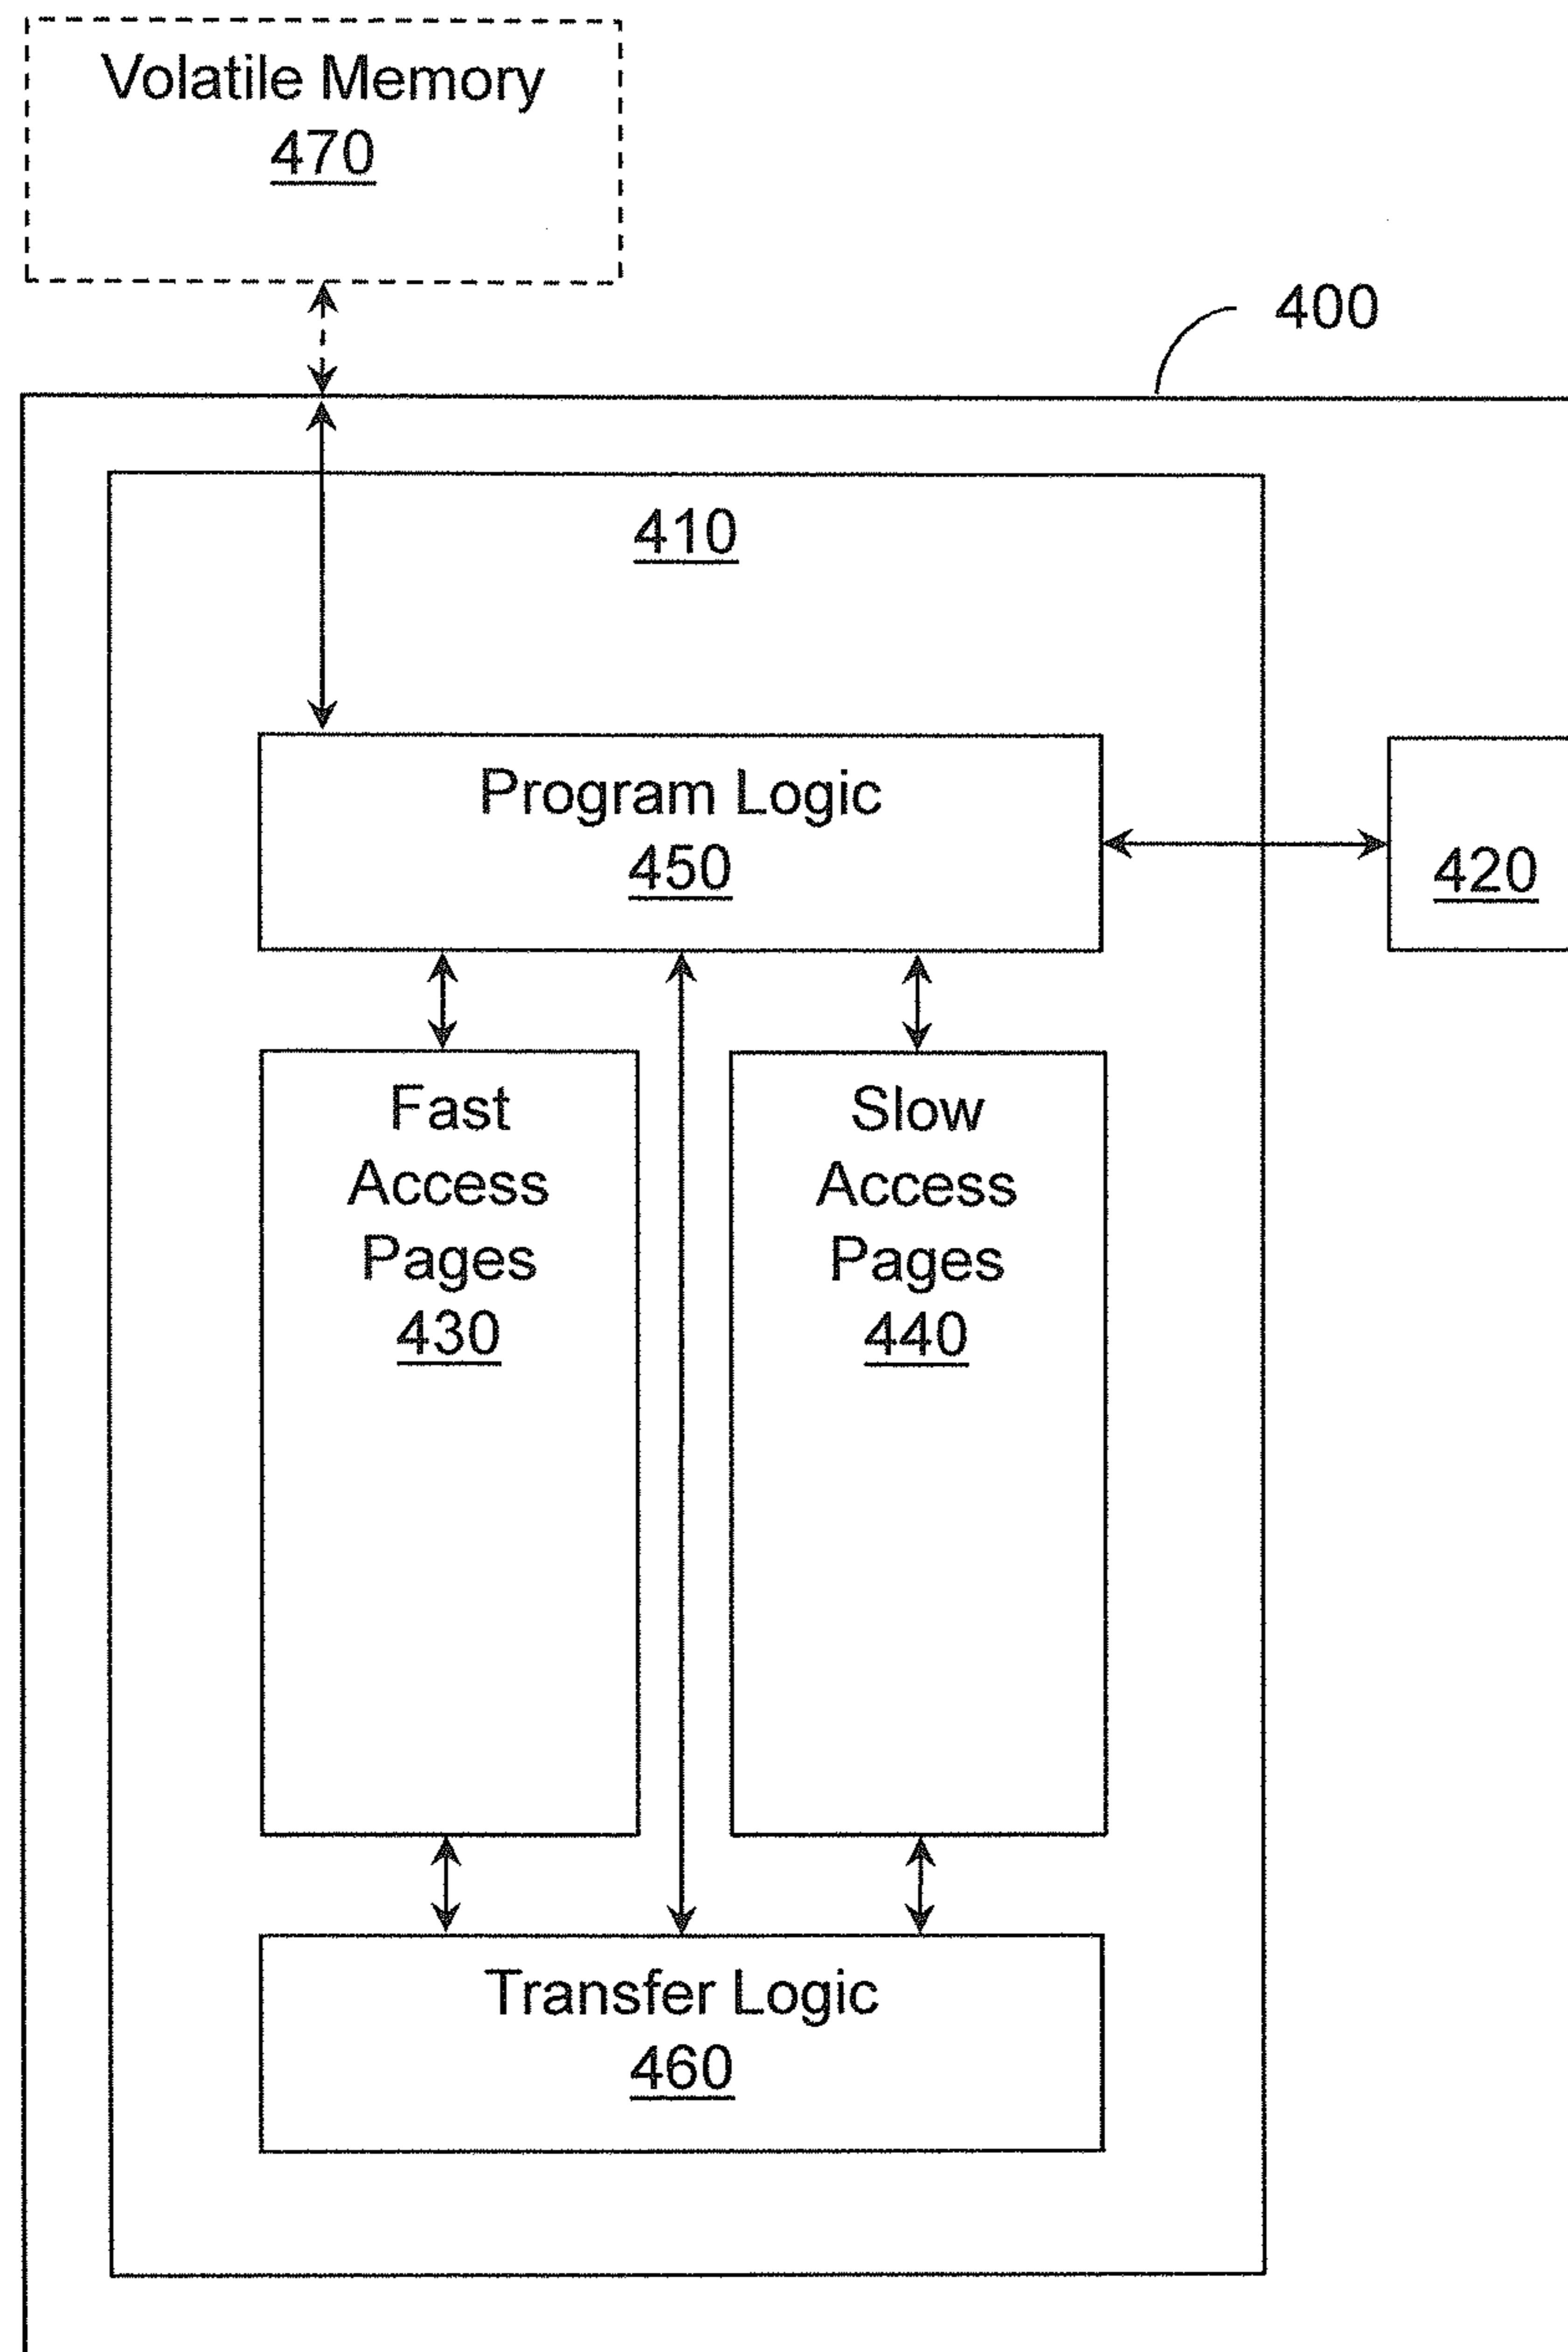 Volatile Memory
470
400
410
Program Logic
450
420
Fast
Access
Pages
430
Slow
Access
Pages
440
Transfer Logic
460